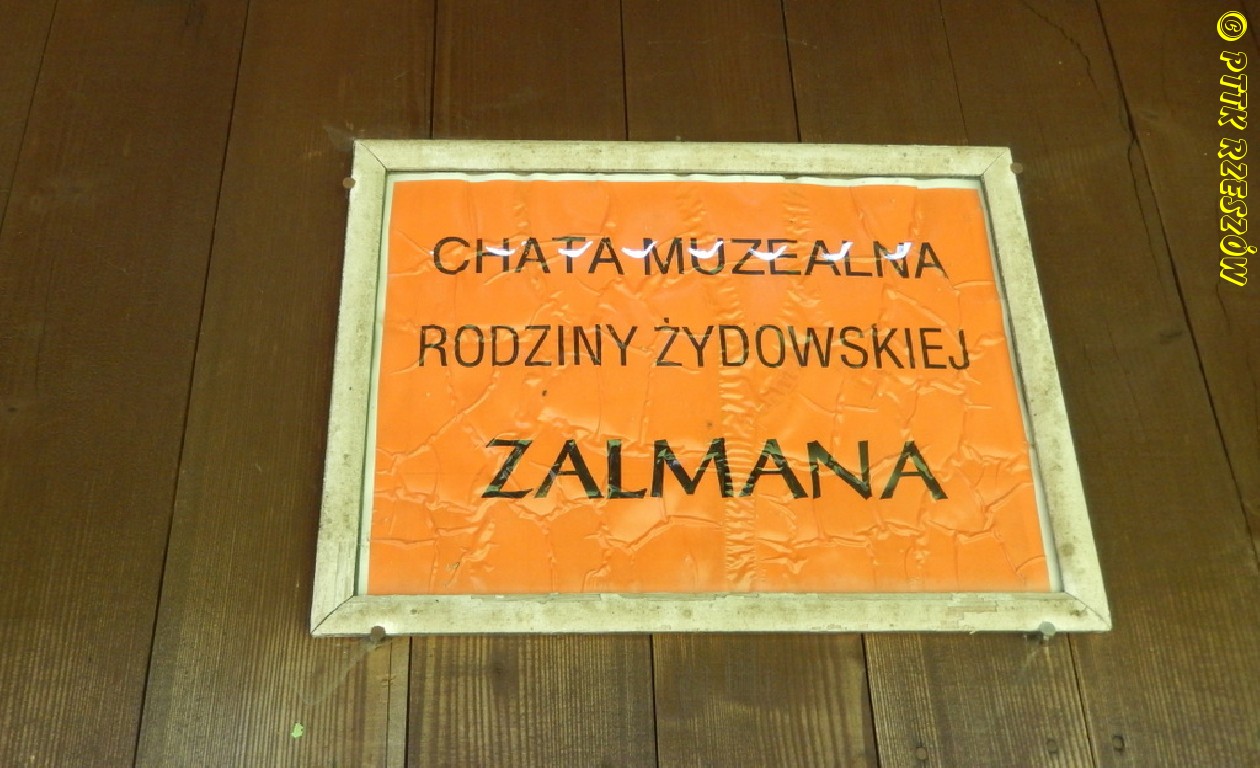 CHATA MUZEALNA
RODZINY ŻYDOWSKIEJ
ZALMANA
© PTTK RZESZÓW